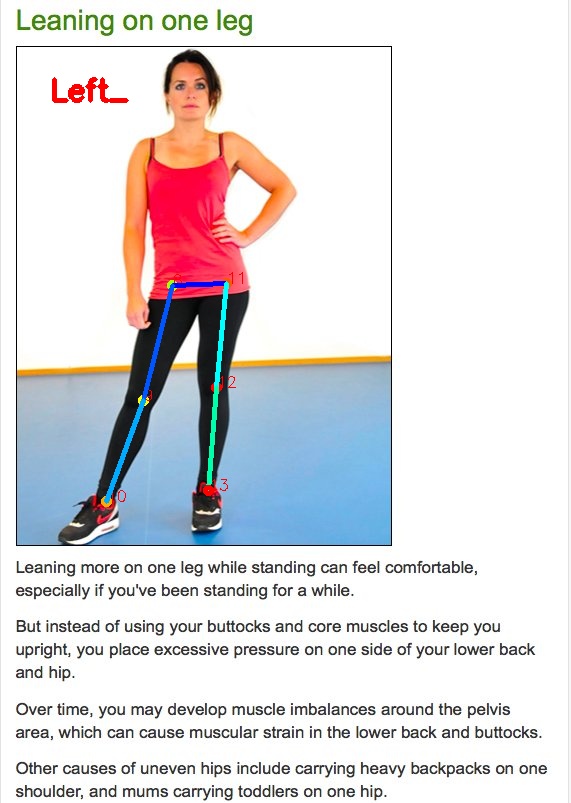 Leaning on one leg
Left_
8
11
9
12
10
13
Leaning more on one leg while standing can feel comfortable,
especially if you've been standing for a while.
But instead of using your buttocks and core muscles to keep you
upright, you place excessive pressure on one side of your lower back
and hip.
Over time, you may develop muscle imbalances around the pelvis
area, which can cause muscular strain in the lower back and buttocks.
Other causes of uneven hips include carrying heavy backpacks on one
shoulder, and mums carrying toddlers on one hip.